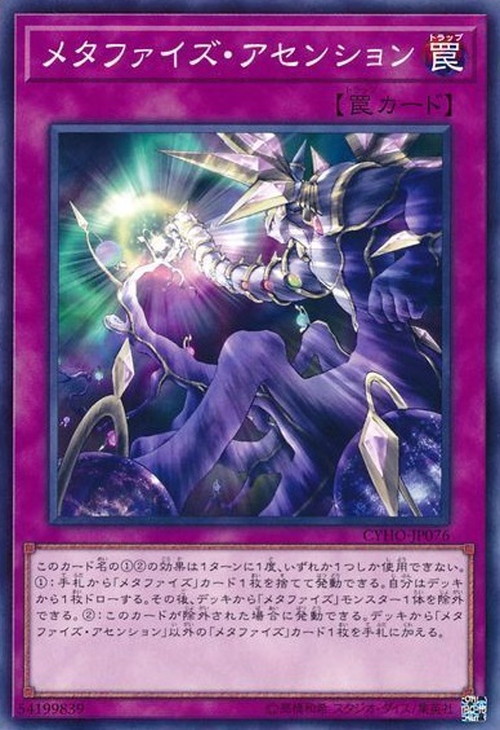 メタファイズ・アセンション
トラップ
罠
【罠カード】
トラップ
CYHO-JP076
このカード名の①②の効果は1ターンに1度、いずれか1つしか使用できない。
①:手札から「メタファイズ」カード1枚を捨てて発動できる。自分はデッキ
から1枚ドローする。その後、デッキから「メタファイズ」モンスター1体を除外
できる。②:このカードが除外された場合に発動できる。デッキから「メタ
ファイズ・アセンション」以外の「メタファイズ」カード1枚を手札に加える。
54199839
©高橋和希 スタジオ・ダイス/集英社